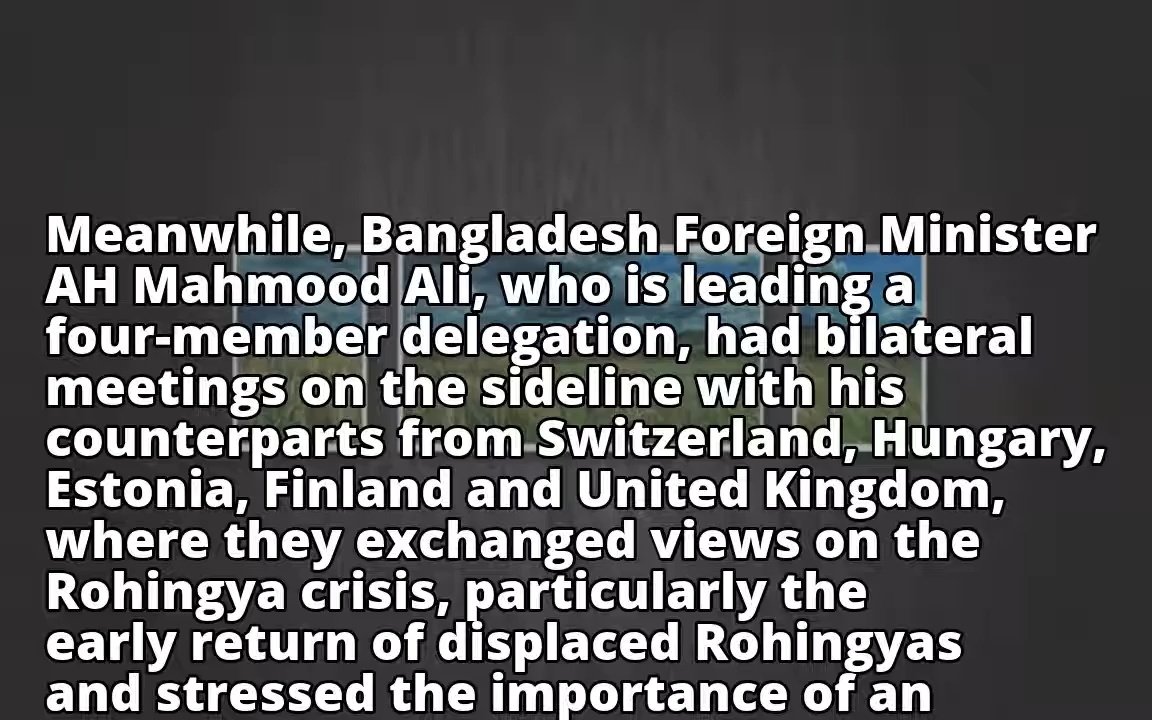 Meanwhile, Bangladesh Foreign Minister
AH Mahmood Ali, who is leading a
four-member delegation, had bilateral
meetings on the sideline with his
counterparts from Switzerland, Hungary,
Estonia, Finland and United Kingdom,
where they exchanged views on the
Rohingya crisis, particularly the
early return of displaced Rohingyas
and stressed the importance of an